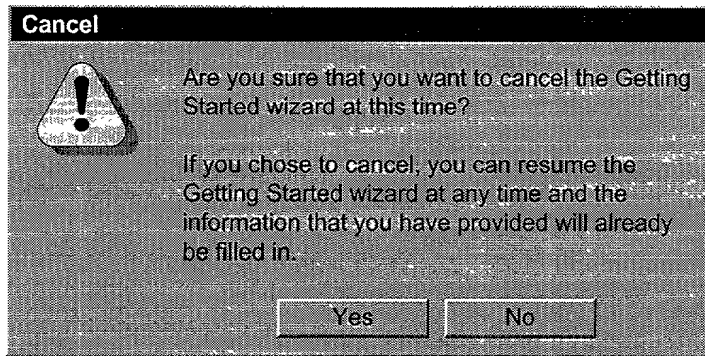 Cancel
Are you sure that you want to cancel the Getting
Started wizard at this time?
If you chose to cancel, you can resume the
Getting Started wizard at any time and the
information that you have provided will already
be filled in.
Yes No